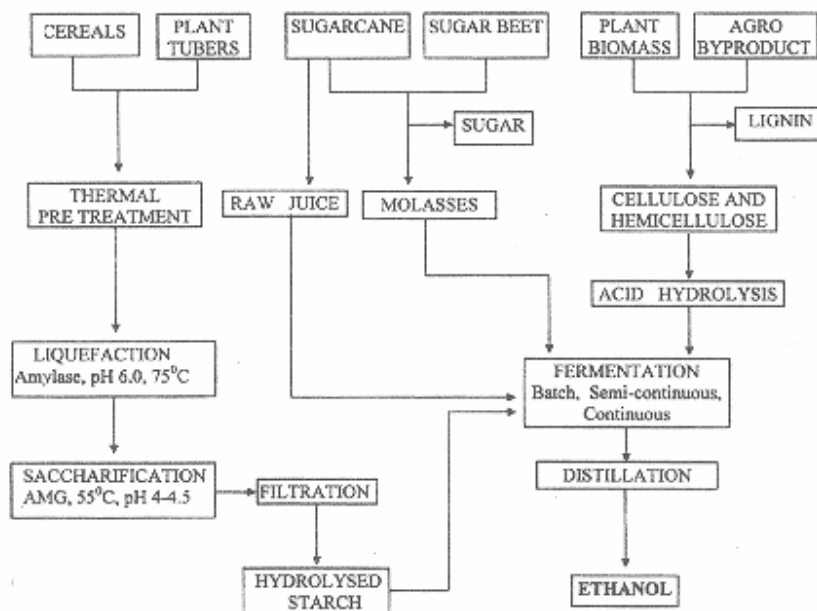 CEREALS
PLANT
TUBERS
SUGARCANE
SUGAR BEET
PLANT
BIOMASS
AGRO
BYPRODUCT
SUGAR
LIGNIN
THERMAL
PRE TREATMENT
RAW JUICE
MOLASSES
CELLULOSE AND
HEMICELLULOSE
ACID HYDROLYSIS
LIQUEFACTION
Amylase, pH 6.0, 75⁰C
FERMENTATION
Batch, Semi-continuous,
Continuous
SACCHARIFICATION
AMG, 55⁰C, pH 4-4.5
FILTRATION
DISTILLATION
HYDROLYSED
STARCH
ETHANOL